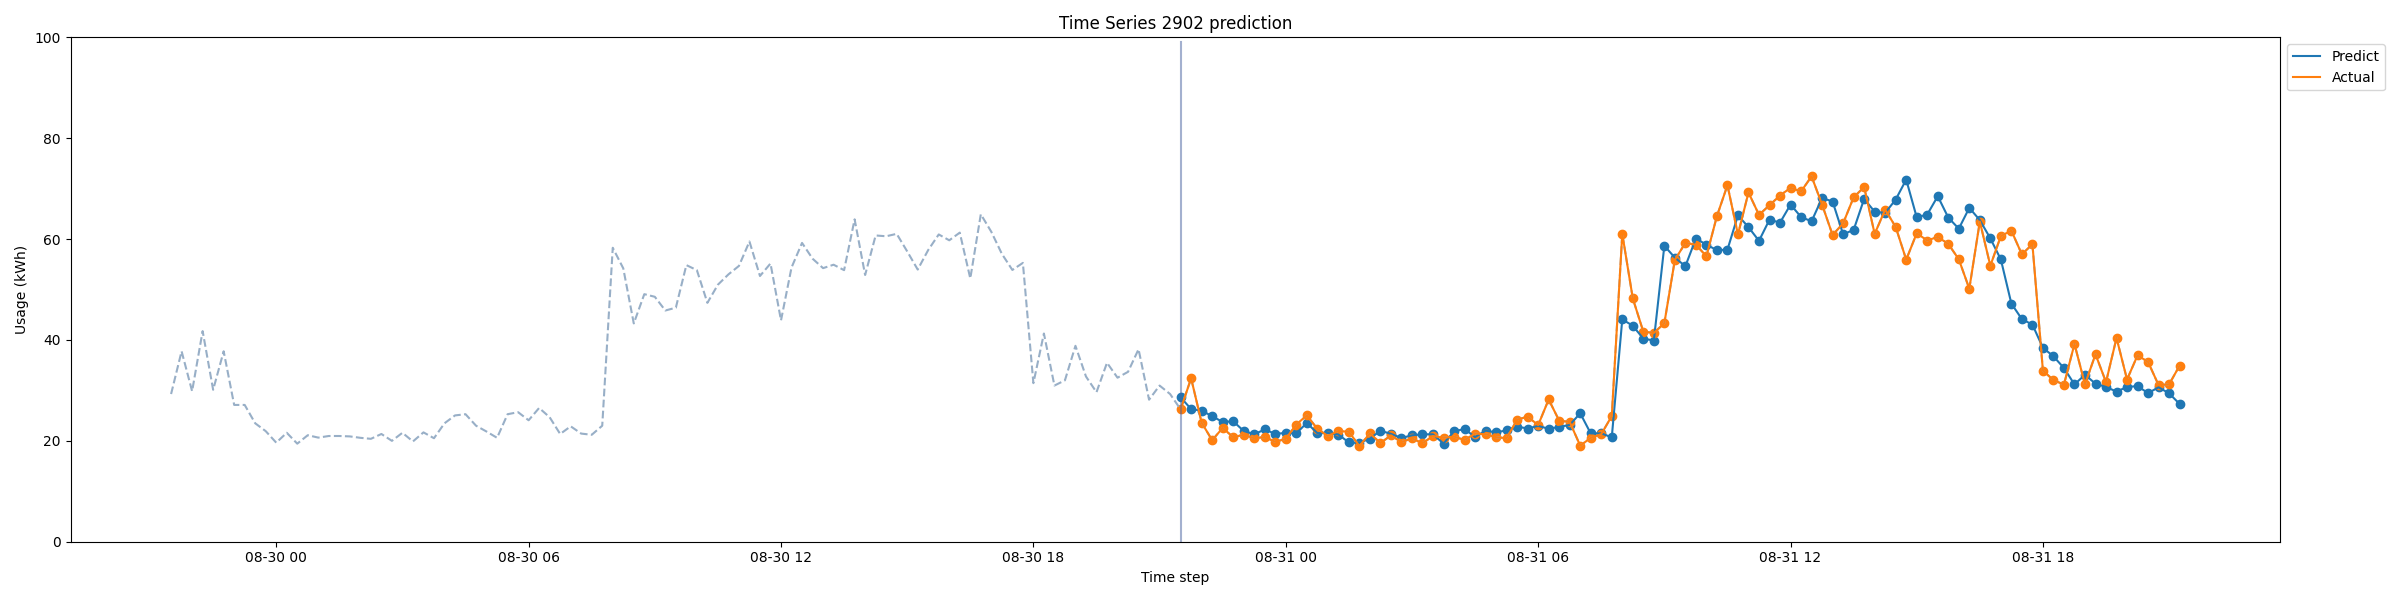 Time Series 2902 prediction
100
80
60
40
20
0
Usage (kWh)
08-30 00
08-30 06
08-30 12
08-30 18
08-31 00
08-31 06
08-31 12
08-31 18
Time step
Predict
Actual